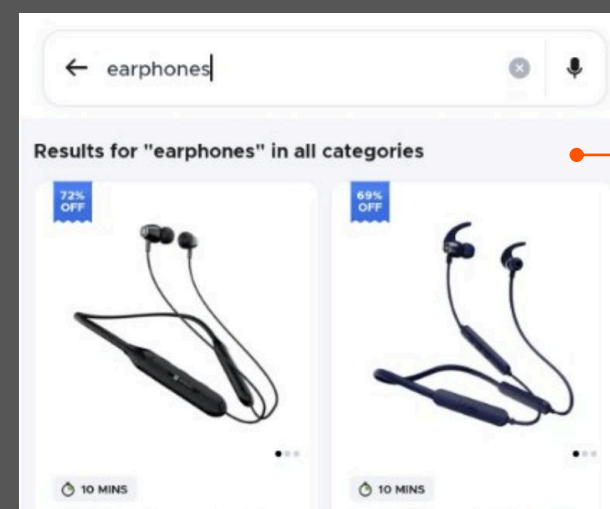 earphones
Results for "earphones" in all categories
72%
OFF
69%
OFF
10 MINS
10 MINS